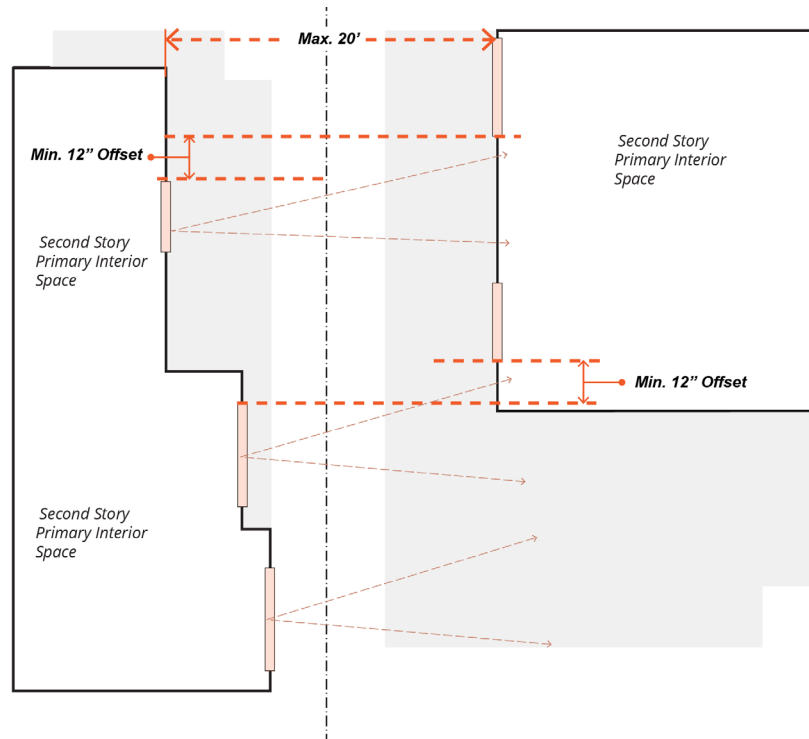 Max. 20’
Min. 12” Offset
Second Story
Primary Interior
Space
Second Story
Primary Interior
Space
Min. 12” Offset
Second Story
Primary Interior
Space